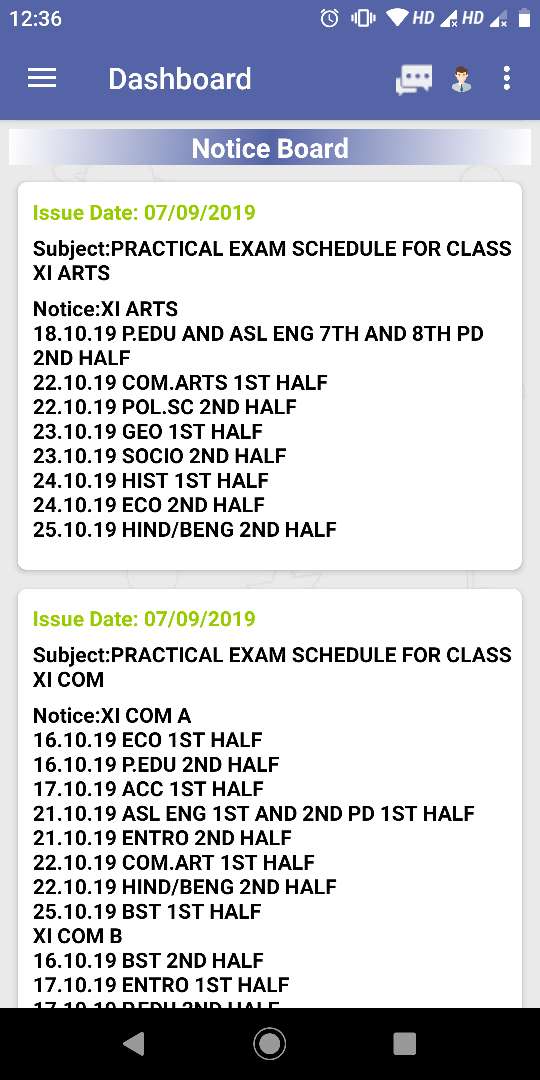 12:36 HD HD
Dashboard
Notice Board
Issue Date: 07/09/2019
Subject:PRACTICAL EXAM SCHEDULE FOR CLASS
XI ARTS
Notice:XI ARTS
18.10.19 P.EDU AND ASL ENG 7TH AND 8TH PD
2ND HALF
22.10.19 COM.ARTS 1ST HALF
22.10.19 POL.SC 2ND HALF
23.10.19 GEO 1ST HALF
23.10.19 SOCIO 2ND HALF
24.10.19 HIST 1ST HALF
24.10.19 ECO 2ND HALF
25.10.19 HIND/BENG 2ND HALF
Issue Date: 07/09/2019
Subject:PRACTICAL EXAM SCHEDULE FOR CLASS
XI COM
Notice:XI COM A
16.10.19 ECO 1ST HALF
16.10.19 P.EDU 2ND HALF
17.10.19 ACC 1ST HALF
21.10.19 ASL ENG 1ST AND 2ND PD 1ST HALF
21.10.19 ENTRO 2ND HALF
22.10.19 COM.ART 1ST HALF
22.10.19 HIND/BENG 2ND HALF
25.10.19 BST 1ST HALF
XI COM B
16.10.19 BST 2ND HALF
17.10.19 ENTRO 1ST HALF
17.10.19 P.EDU 2ND HALF